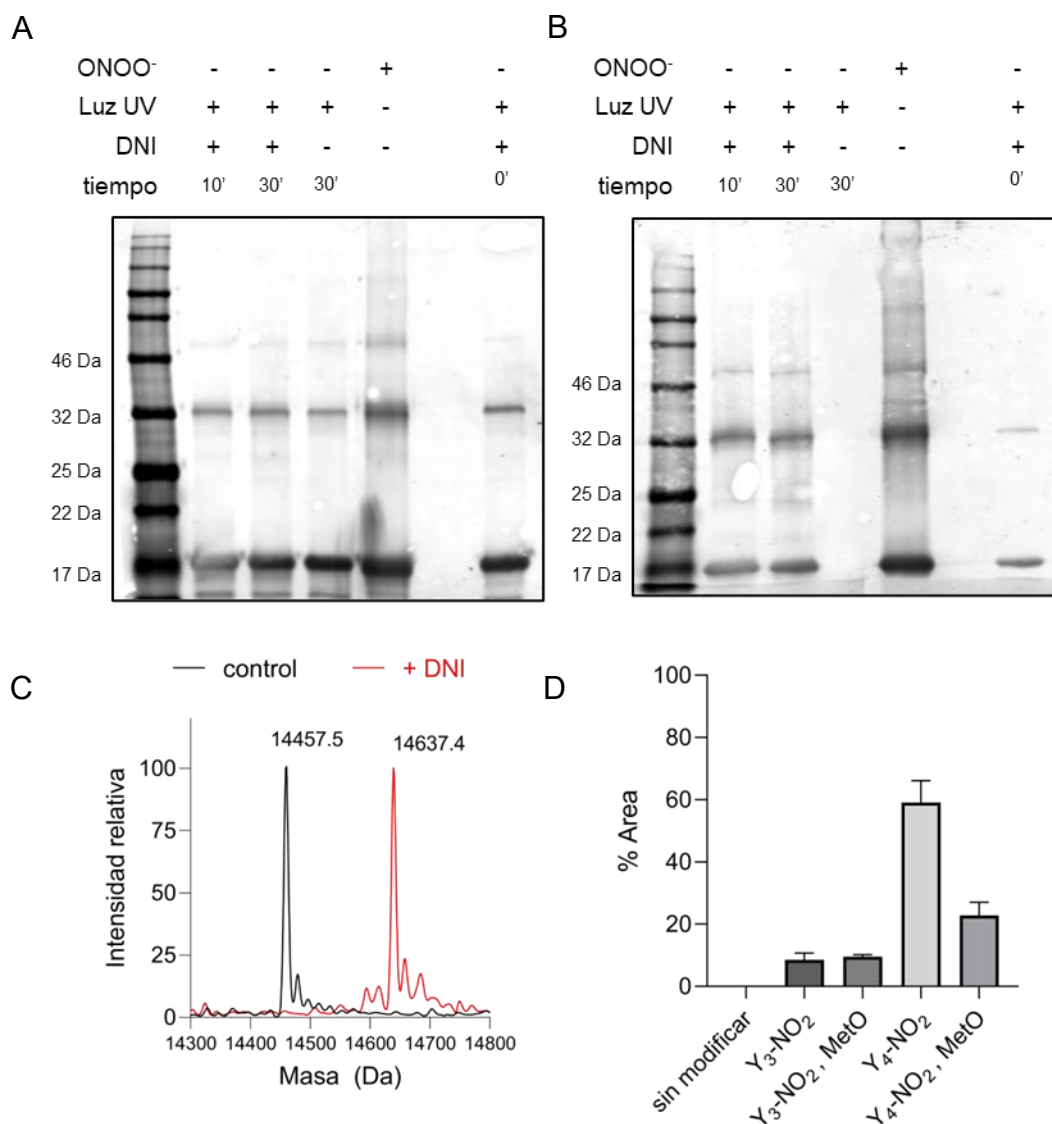 A
ONOO⁻ - - - + -
Luz UV + + + - +
DNI + + - - +
tiempo 10' 30' 30' 0'
46 Da
32 Da
25 Da
22 Da
17 Da
B
ONOO⁻ - - - + -
Luz UV + + + - +
DNI + + - - +
tiempo 10' 30' 30' 0'
46 Da
32 Da
25 Da
22 Da
17 Da
C
control + DNI
14457.5 14637.4
Intensidad relativa
100
75
50
25
0
14300 14400 14500 14600 14700 14800
Masa (Da)
D
% Area
100
80
60
40
20
0
sin modificar
Y₃-NO₂
Y₃-NO₂, MetO
Y₄-NO₂
Y₄-NO₂, MetO